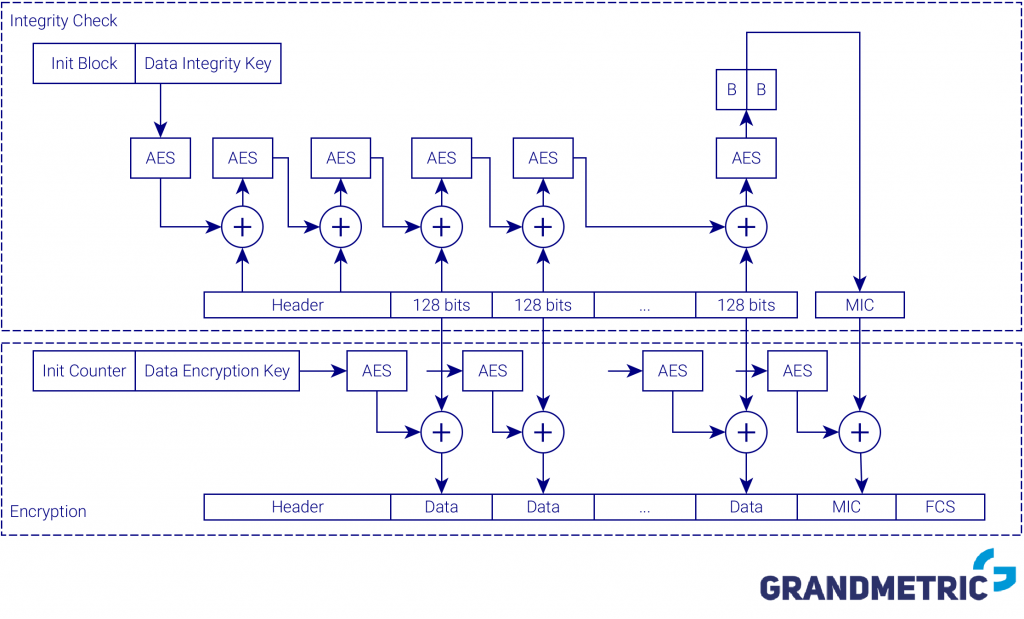 Integrity Check
Init Block Data Integrity Key
B B
AES AES AES AES AES AES
+ + + + + +
Header 128 bits 128 bits ... 128 bits MIC
Init Counter Data Encryption Key AES AES AES AES
+ + + +
Encryption Header Data Data ... Data MIC FCS
GRANDMETRIC